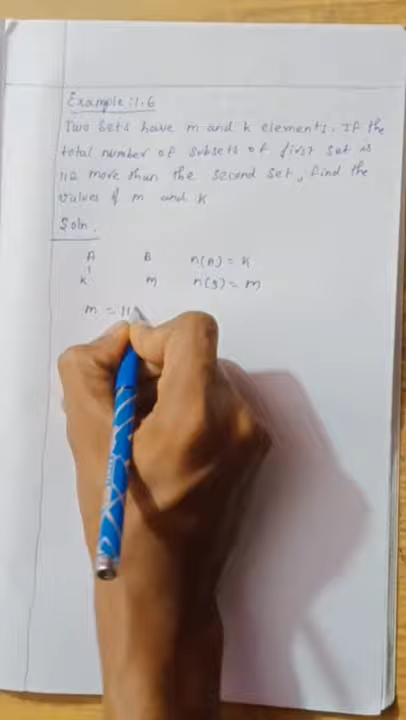 Example:1.6
Two sets have m and k elements. If the
total number of subsets of first set is
112 more than the second set, find the
values of m and k
Soln.
A B n(A) = k
k m n(B) = m
m = 11